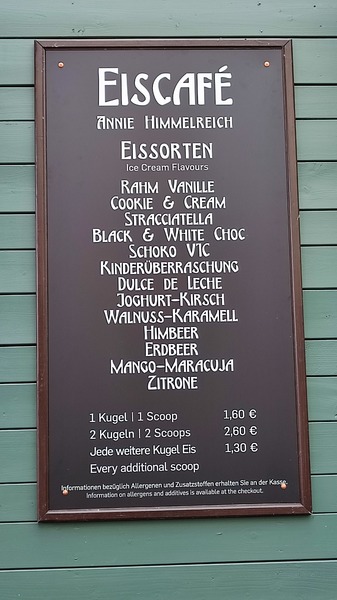 EISCAFÉ
ANNIE HIMMELREICH
EISSORTEN
Ice Cream Flavours
RAHM VANILLE
COOKIE & CREAM
STRACCIATELLA
BLACK & WHITE CHOC
SCHOKO VTC
KINDERÜBERRASCHUNG
DULCE DE LECHE
JOGHURT-KIRSCH
WALNUSS-KARAMELL
HIMBEER
ERDBEER
MANGO-MARACUJA
ZITRONE
1 Kugel | 1 Scoop 1,60 €
2 Kugeln | 2 Scoops 2,60 €
Jede weitere Kugel Eis 1,30 €
Every additional scoop
Informationen bezüglich Allergenen und Zusatzstoffen erhalten Sie an der Kasse.
Information on allergens and additives is available at the checkout.